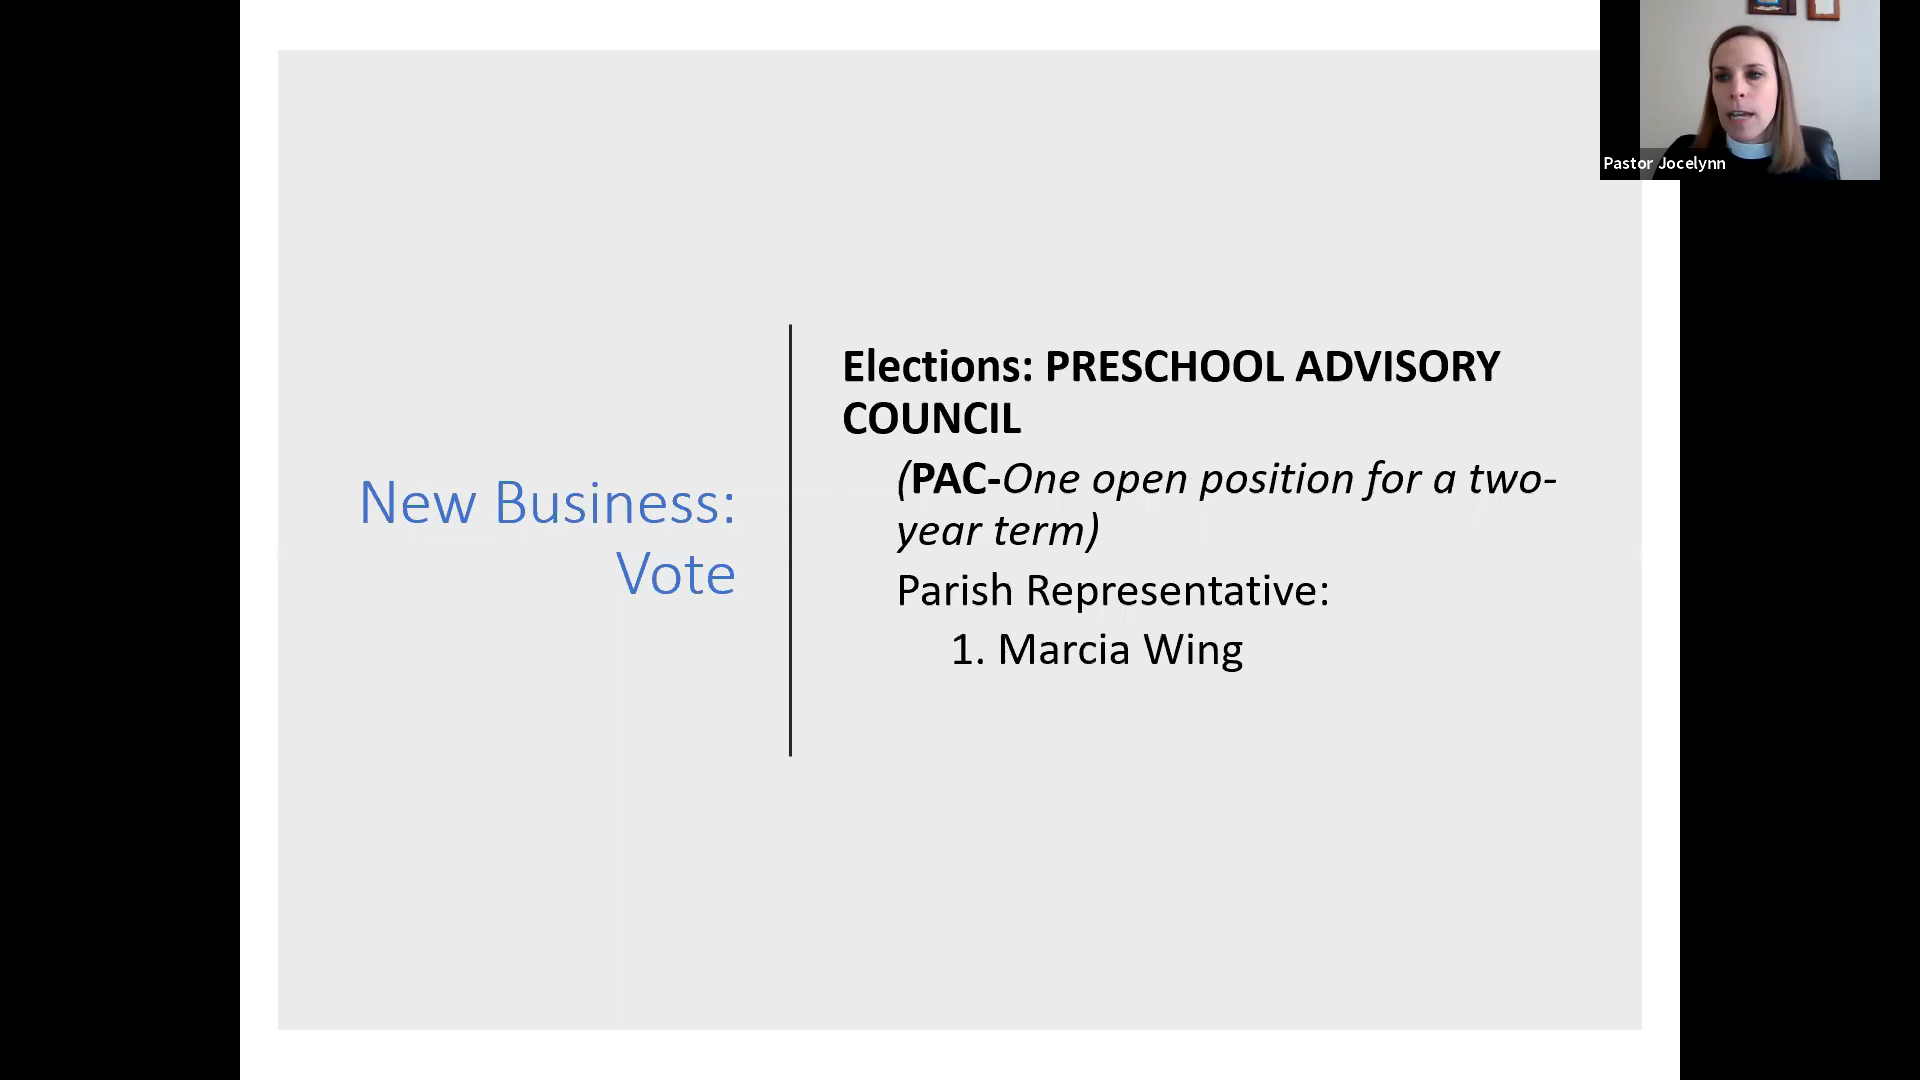 New Business:
Vote
Elections: PRESCHOOL ADVISORY
COUNCIL
(PAC-One open position for a two-
year term)
Parish Representative:
1. Marcia Wing
Pastor Jocelynn